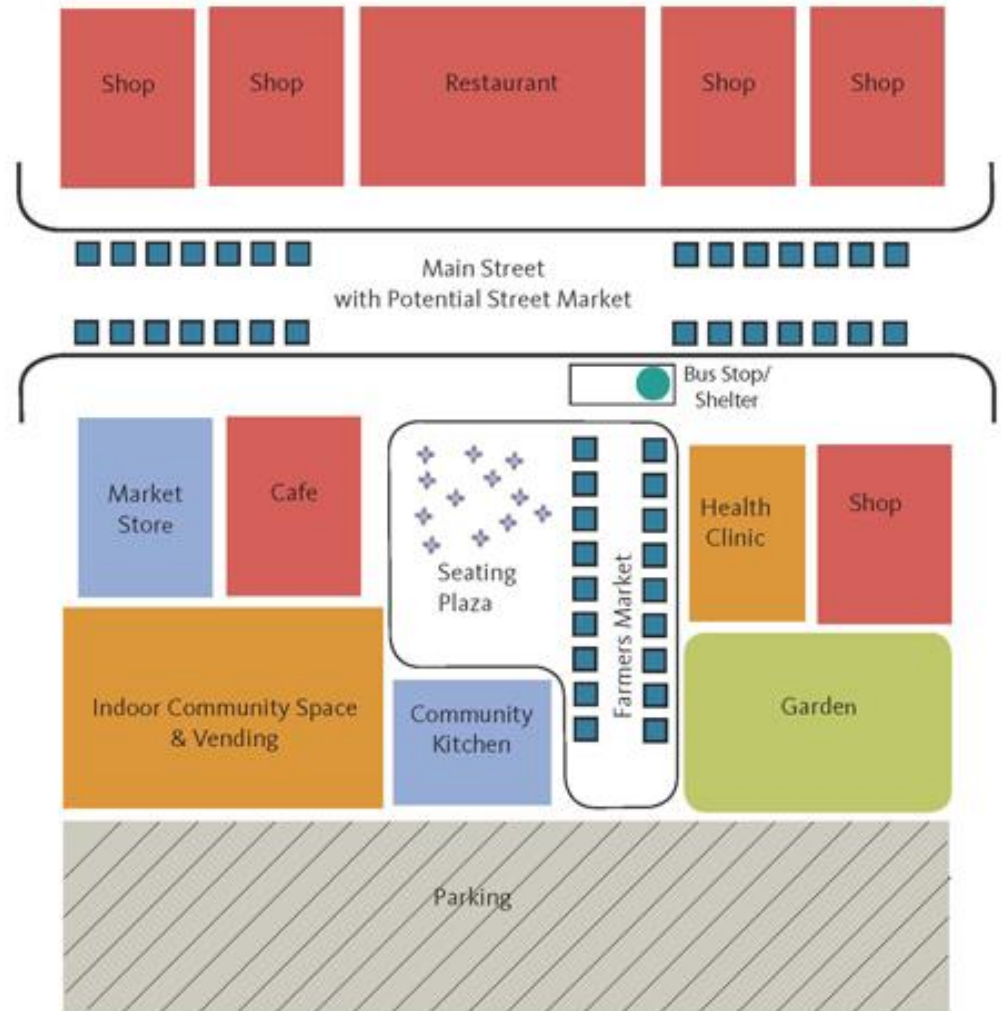 Shop
Shop
Restaurant
Shop
Shop
Main Street
with Potential Street Market
Bus Stop/
Shelter
Market
Store
Cafe
Seating
Plaza
Farmers Market
Health
Clinic
Shop
Indoor Community Space
& Vending
Community
Kitchen
Garden
Parking